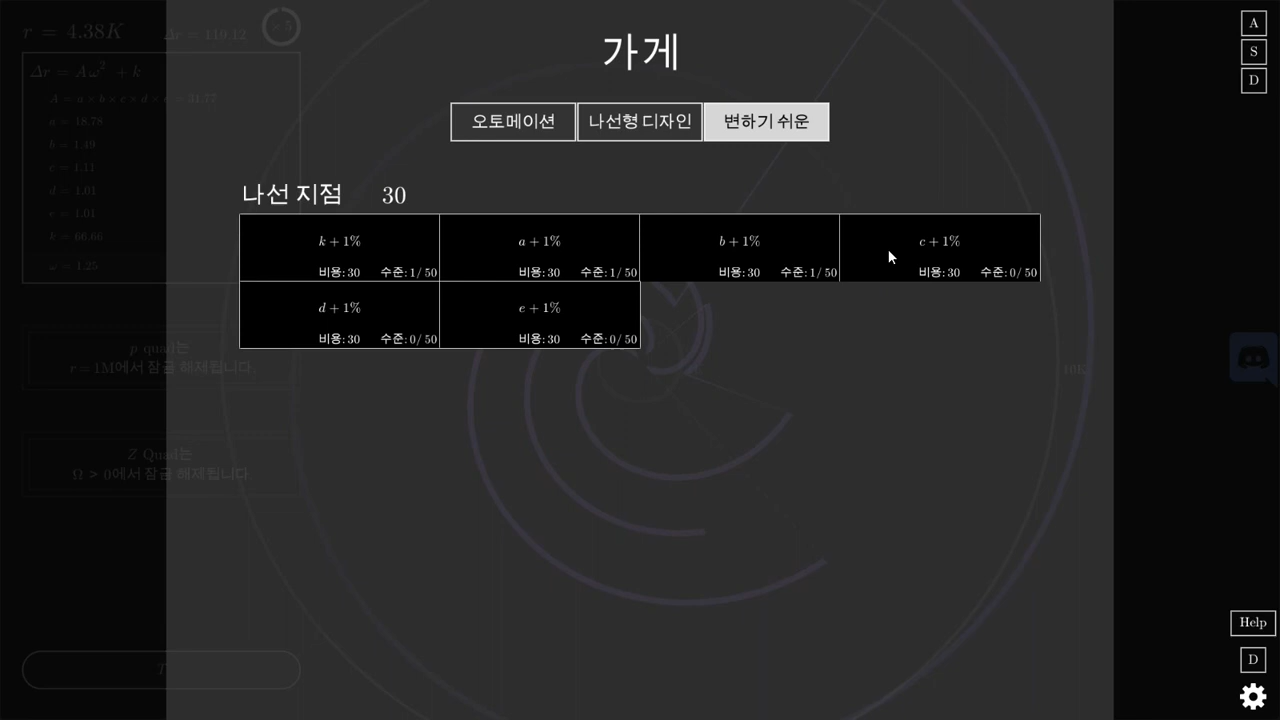 r = 4.38K Δr = 110.12 ×5
Δr = Aω² + k
A = a × b × c × d × e = 31.77
a = 18.78
b = 1.49
c = 1.11
d = 1.01
e = 1.01
k = 66.66
ω = 1.25
p quad는
r = 1M에서 잠금 해제됩니다.
Z Quad는
Ω > 0에서 잠금 해제됩니다.
T
가게
오토메이션 나선형 디자인 변하기 쉬운
나선 지점 30
k + 1% a + 1% b + 1% c + 1%
비용: 30 수준: 1/ 50 비용: 30 수준: 1/ 50 비용: 30 수준: 1/ 50 비용: 30 수준: 0/ 50
d + 1% e + 1%
비용: 30 수준: 0/ 50 비용: 30 수준: 0/ 50
A
S
D
Help
D